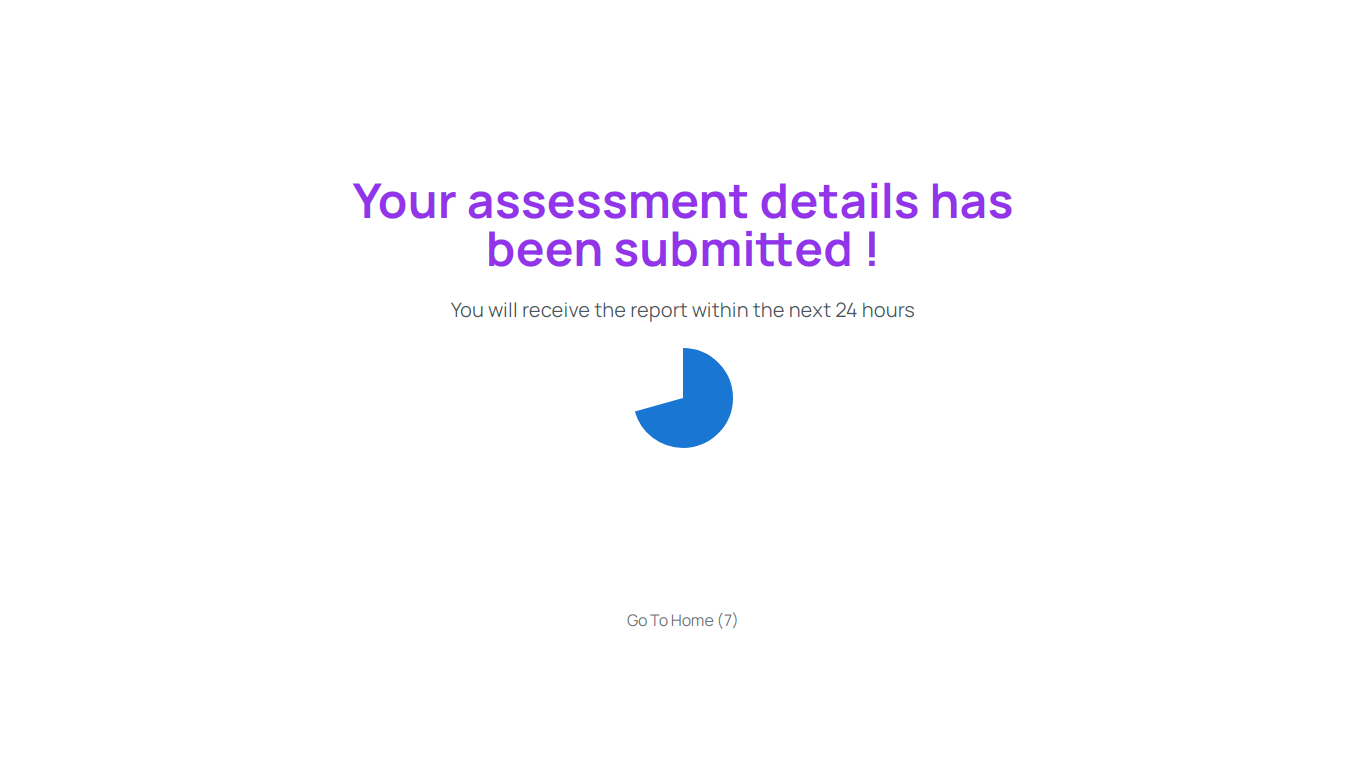 Your assessment details has
been submitted !
You will receive the report within the next 24 hours
Go To Home (7)